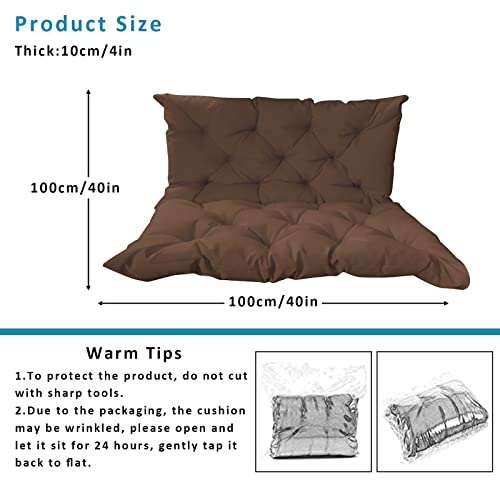 Product Size
Thick:10cm/4in
100cm/40in
100cm/40in
Warm Tips
1.To protect the product, do not cut
with sharp tools.
2.Due to the packaging, the cushion
may be wrinkled, please open and
let it sit for 24 hours, gently tap it
back to flat.